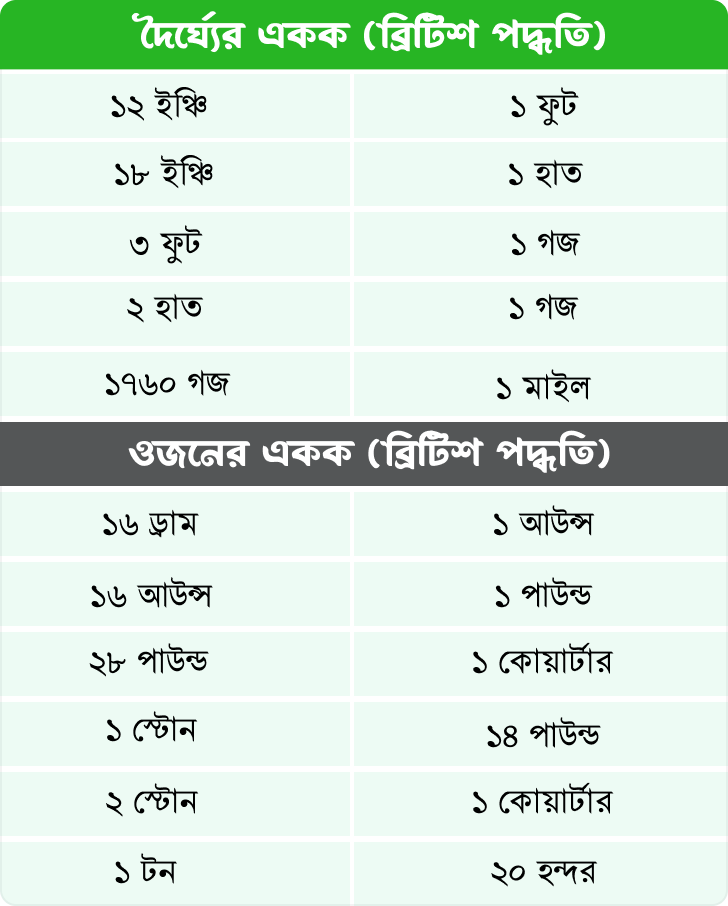 দৈর্ঘ্যের একক (ব্রিটিশ পদ্ধতি)
১২ ইঞ্চি ১ ফুট
১৮ ইঞ্চি ১ হাত
৩ ফুট ১ গজ
২ হাত ১ গজ
১৭৬০ গজ ১ মাইল
ওজনের একক (ব্রিটিশ পদ্ধতি)
১৬ ড্রাম ১ আউন্স
১৬ আউন্স ১ পাউন্ড
২৮ পাউন্ড ১ কোয়ার্টার
১ স্টোন ১৪ পাউন্ড
২ স্টোন ১ কোয়ার্টার
১ টন ২০ হন্দর